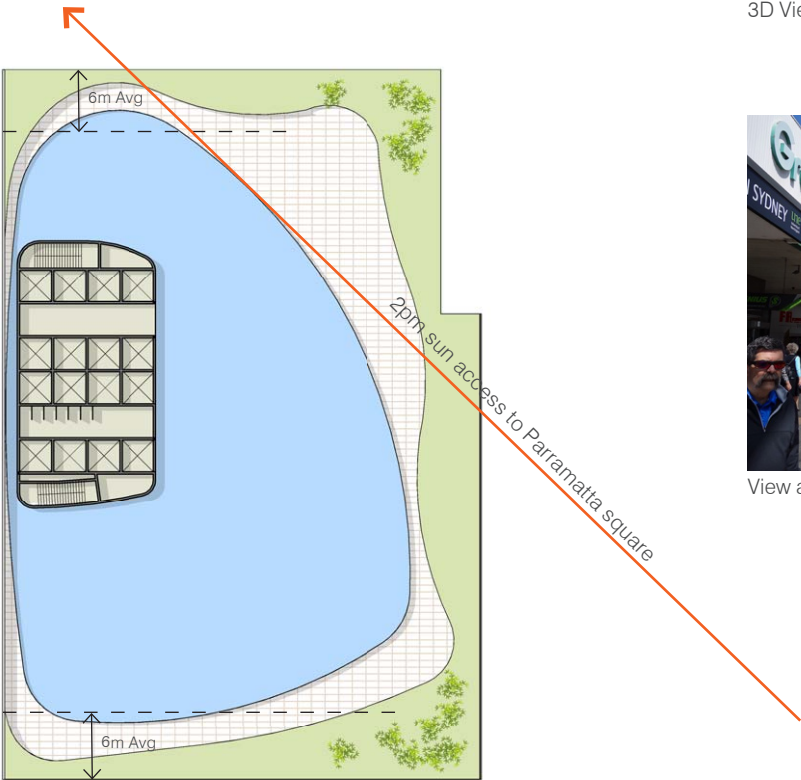 3D Vie
6m Avg
SYDNEY
2pm sun access to Parramatta square
View a
6m Avg